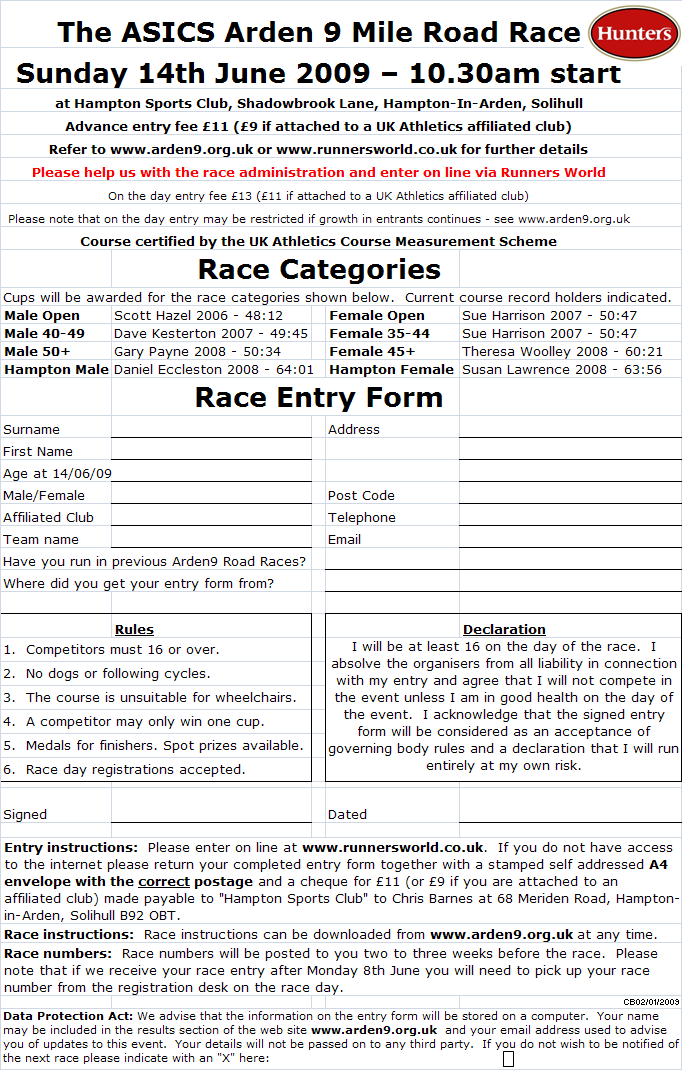 The ASICS Arden 9 Mile Road Race
Hunters
Sunday 14th June 2009 – 10.30am start
at Hampton Sports Club, Shadowbrook Lane, Hampton-In-Arden, Solihull
Advance entry fee £11 (£9 if attached to a UK Athletics affiliated club)
Refer to www.arden9.org.uk or www.runnersworld.co.uk for further details
Please help us with the race administration and enter on line via Runners World
On the day entry fee £13 (£11 if attached to a UK Athletics affiliated club)
Please note that on the day entry may be restricted if growth in entrants continues - see www.arden9.org.uk
Course certified by the UK Athletics Course Measurement Scheme
Race Categories
Cups will be awarded for the race categories shown below.  Current course record holders indicated.
Male Open Scott Hazel 2006 - 48:12 Female Open Sue Harrison 2007 - 50:47
Male 40-49 Dave Kesterton 2007 - 49:45 Female 35-44 Sue Harrison 2007 - 50:47
Male 50+ Gary Payne 2008 - 50:34 Female 45+ Theresa Woolley 2008 - 60:21
Hampton Male Daniel Eccleston 2008 - 64:01 Hampton Female Susan Lawrence 2008 - 63:56
Race Entry Form
Surname Address
First Name
Age at 14/06/09
Male/Female Post Code
Affiliated Club Telephone
Team name Email
Have you run in previous Arden9 Road Races?
Where did you get your entry form from?
Rules
1. Competitors must 16 or over.
2. No dogs or following cycles.
3. The course is unsuitable for wheelchairs.
4. A competitor may only win one cup.
5. Medals for finishers. Spot prizes available.
6. Race day registrations accepted.
Declaration
I will be at least 16 on the day of the race.  I
absolve the organisers from all liability in connection
with my entry and agree that I will not compete in
the event unless I am in good health on the day of
the event.  I acknowledge that the signed entry
form will be considered as an acceptance of
governing body rules and a declaration that I will run
entirely at my own risk.
Signed Dated
Entry instructions:  Please enter on line at www.runnersworld.co.uk.  If you do not have access
to the internet please return your completed entry form together with a stamped self addressed A4
envelope with the correct postage and a cheque for £11 (or £9 if you are attached to an
affiliated club) made payable to "Hampton Sports Club" to Chris Barnes at 68 Meriden Road, Hampton-
in-Arden, Solihull B92 OBT.
Race instructions:  Race instructions can be downloaded from www.arden9.org.uk at any time.
Race numbers:  Race numbers will be posted to you two to three weeks before the race.  Please
note that if we receive your race entry after Monday 8th June you will need to pick up your race
number from the registration desk on the race day.
CB02/01/2009
Data Protection Act: We advise that the information on the entry form will be stored on a computer.  Your name
may be included in the results section of the web site www.arden9.org.uk  and your email address used to advise
you of updates to this event.  Your details will not be passed on to any third party.  If you do not wish to be notified of
the next race please indicate with an "X" here: